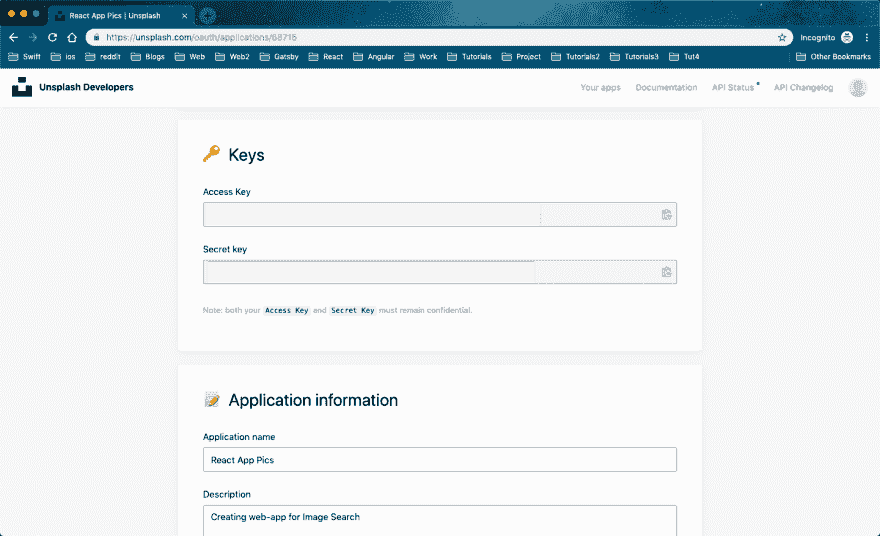 React App Pics | Unsplash
https://unsplash.com/oauth/applications/63715
Incognito
Swift ios reddit Blogs Web Web2 Gatsby React Angular Work Tutorials Project Tutorials2 Tutorials3 Tut4 Other Bookmarks
Unsplash Developers Your apps Documentation API Status API Changelog
Keys
Access Key
Secret key
Note: both your Access Key and Secret Key must remain confidential.
Application information
Application name
React App Pics
Description
Creating web-app for Image Search